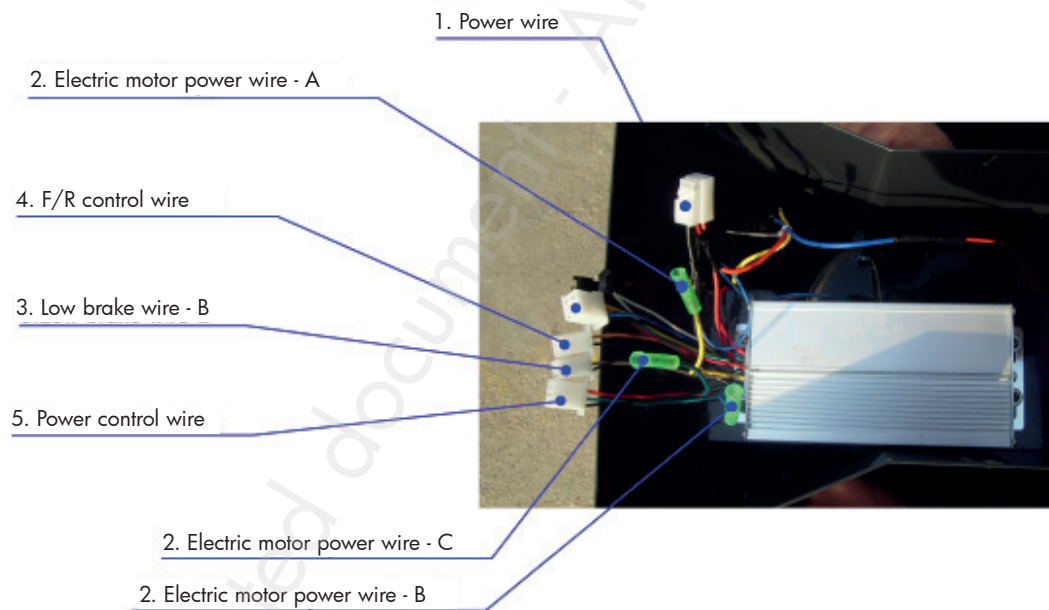 1. Power wire
2. Electric motor power wire - A
4. F/R control wire
3. Low brake wire - B
5. Power control wire
2. Electric motor power wire - C
2. Electric motor power wire - B